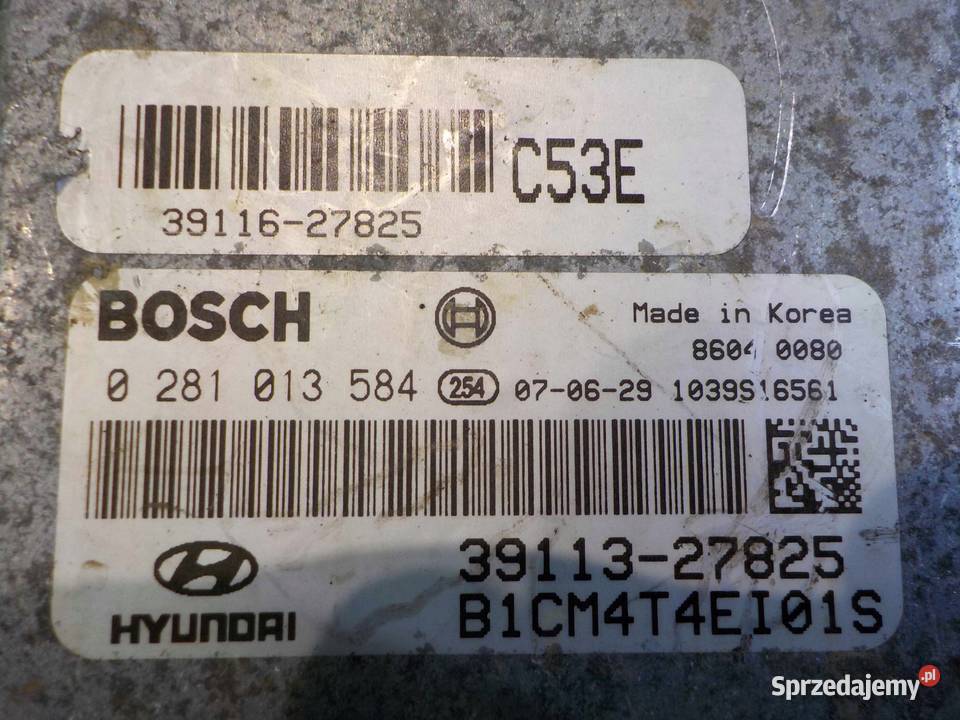 C53E
39116-27825
BOSCH
Made in Korea
8604 0080
0 281 013 584 254 07-06-29 1039S16561
39113-27825
HYUNDAI B1CM4T4EI01S
Sprzedajemy.pl